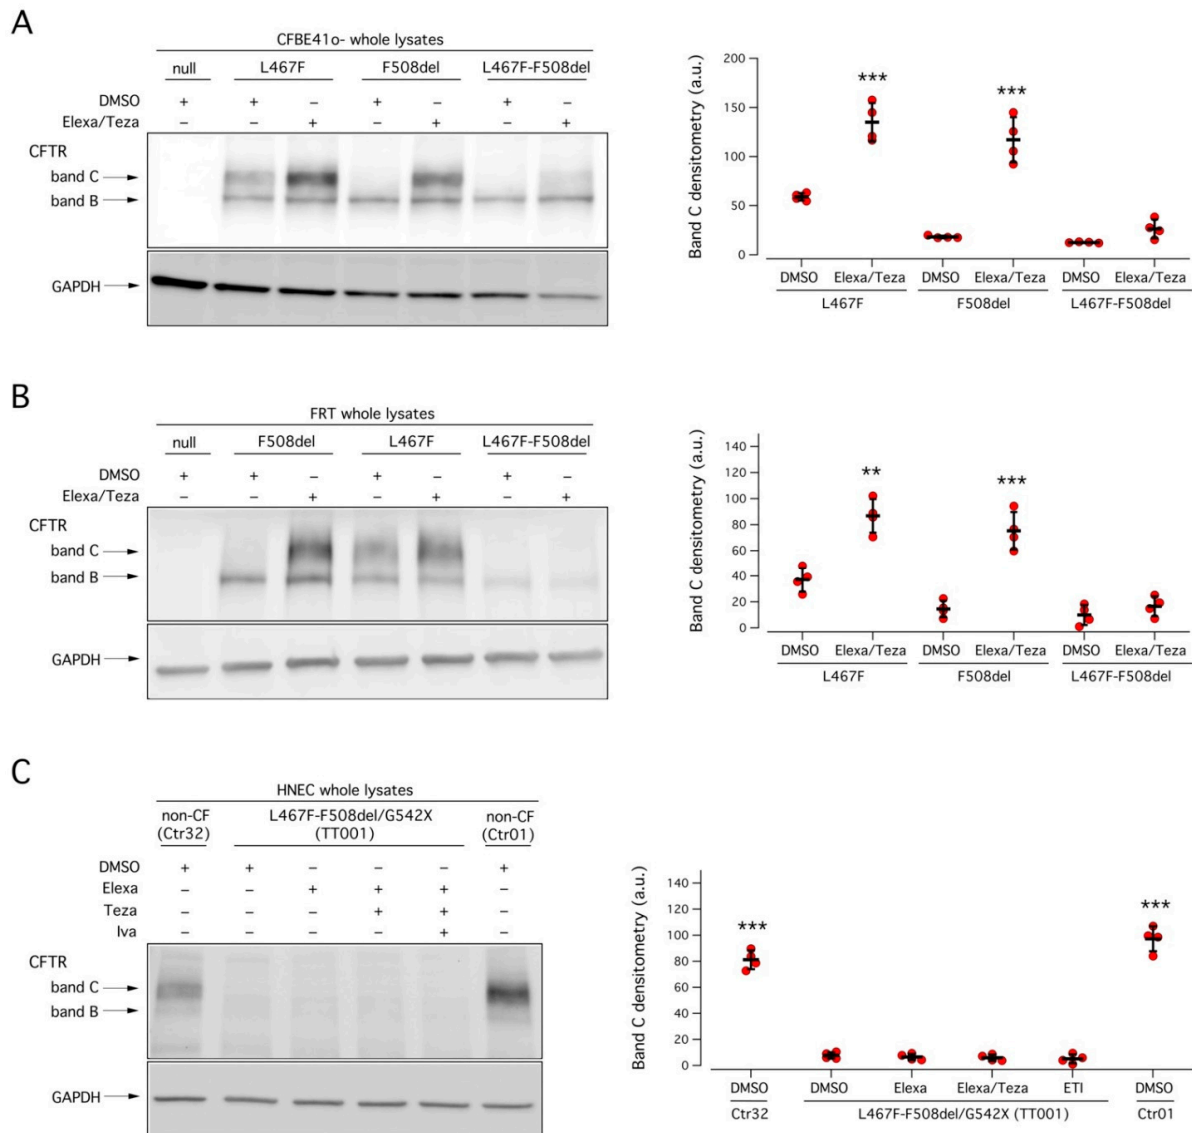 A
CFBE41o- whole lysates
null L467F F508del L467F-F508del
DMSO + + – + – + –
Elexa/Teza – – + – + – +
CFTR
band C
band B
GAPDH
Band C densitometry (a.u.)
200
150
100
50
0
*** ***
DMSO Elexa/Teza DMSO Elexa/Teza DMSO Elexa/Teza
L467F F508del L467F-F508del
B
FRT whole lysates
null F508del L467F L467F-F508del
DMSO + + – + – + –
Elexa/Teza – – + – + – +
CFTR
band C
band B
GAPDH
Band C densitometry (a.u.)
140
120
100
80
60
40
20
0
** ***
DMSO Elexa/Teza DMSO Elexa/Teza DMSO Elexa/Teza
L467F F508del L467F-F508del
C
HNEC whole lysates
non-CF L467F-F508del/G542X non-CF
(Ctr32) (TT001) (Ctr01)
DMSO + + – – – +
Elexa – – + + + –
Teza – – – + + –
Iva – – – – + –
CFTR
band C
band B
GAPDH
Band C densitometry (a.u.)
140
120
100
80
60
40
20
0
*** ***
DMSO DMSO Elexa Elexa/Teza ETI DMSO
Ctr32 L467F-F508del/G542X (TT001) Ctr01